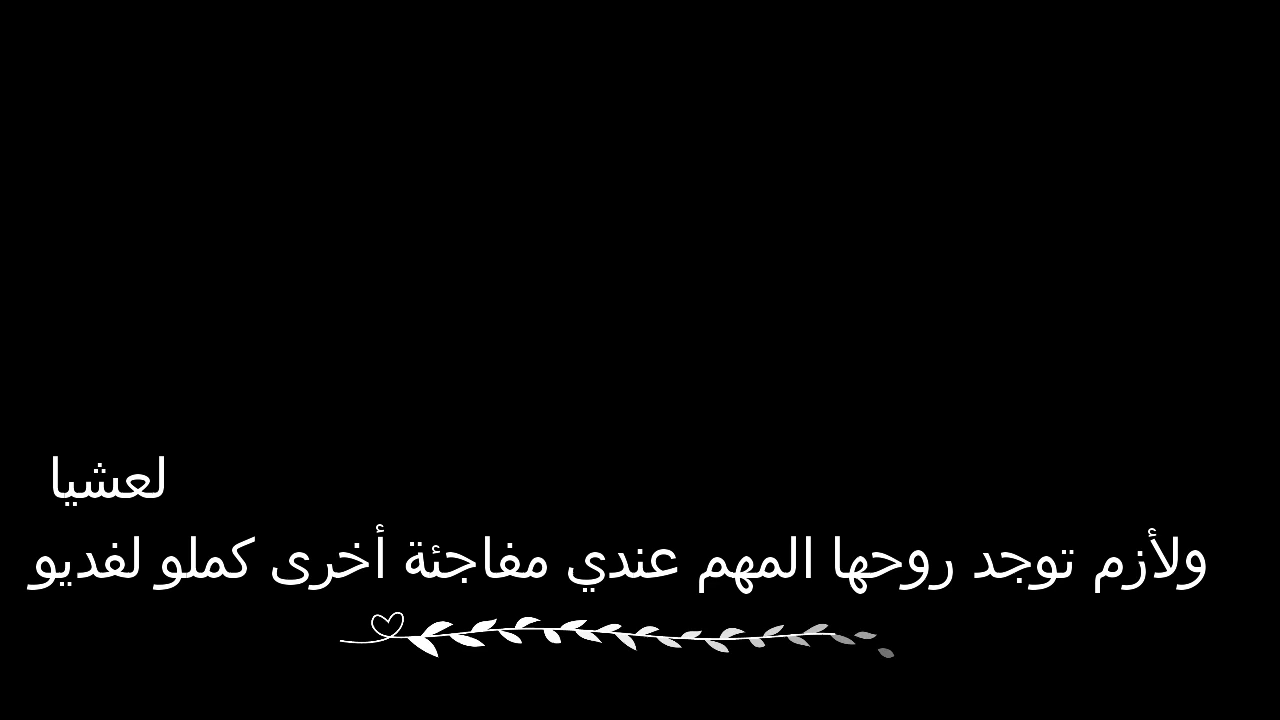 لعشيا
ولأزم توجد روحها المهم عندي مفاجئة أخرى كملو لفديو